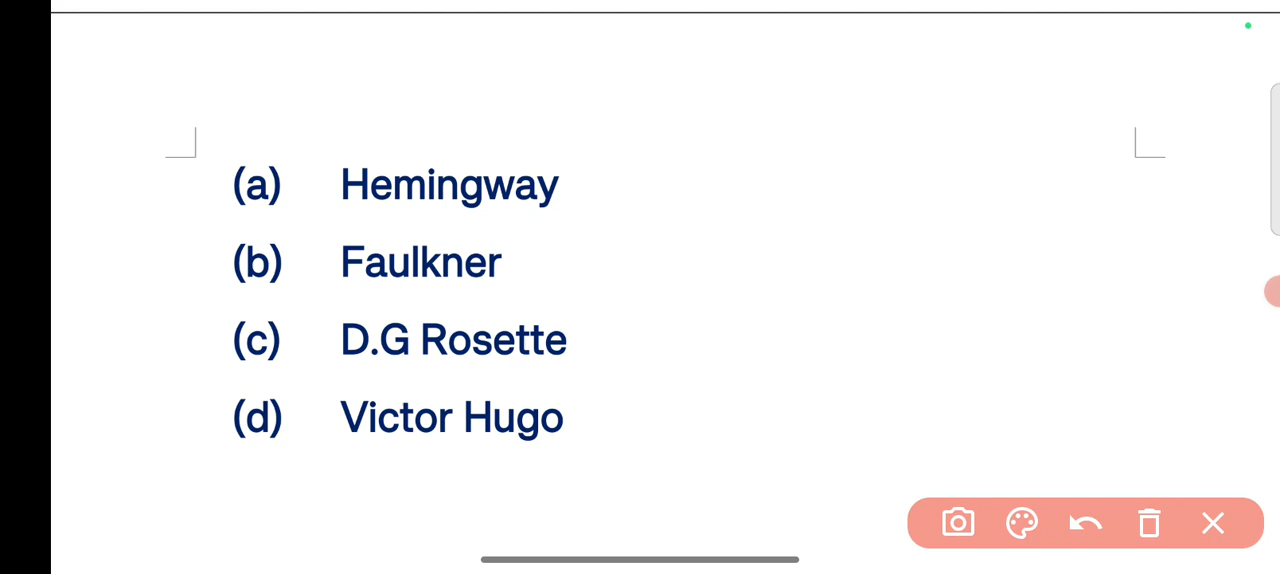 (a) Hemingway
(b) Faulkner
(c) D.G Rosette
(d) Victor Hugo